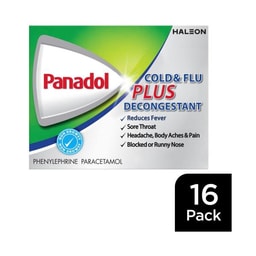 HALEON
Panadol
COLD & FLU
PLUS
DECONGESTANT
Reduces Fever
Sore Throat
Headache, Body Aches & Pain
Blocked or Runny Nose
PHENYLEPHRINE PARACETAMOL
16
Pack